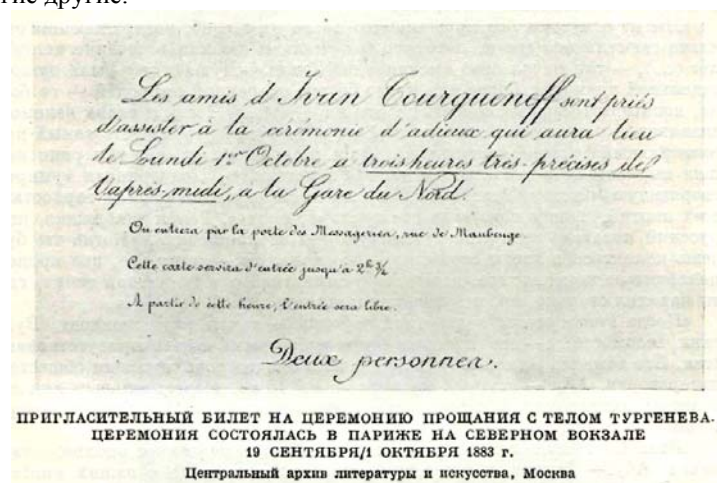 гие другие.
Les amis d'Ivan Tourguéneff sont priés
d'assister à la cérémonie d'adieux qui aura lieu
le Lundi 1er Octobre à trois heures très-précises de
l'après-midi, à la Gare du Nord.
On entrera par la porte des Messageries, rue de Maubeuge.
Cette carte servira d'entrée jusqu'à 2h 3/4.
A partir de cette heure, l'entrée sera libre.
Deux personnes.
ПРИГЛАСИТЕЛЬНЫЙ БИЛЕТ НА ЦЕРЕМОНИЮ ПРОЩАНИЯ С ТЕЛОМ ТУРГЕНЕВА.
ЦЕРЕМОНИЯ СОСТОЯЛАСЬ В ПАРИЖЕ НА СЕВЕРНОМ ВОКЗАЛЕ
19 СЕНТЯБРЯ/1 ОКТЯБРЯ 1883 г.
Центральный архив литературы и искусства, Москва